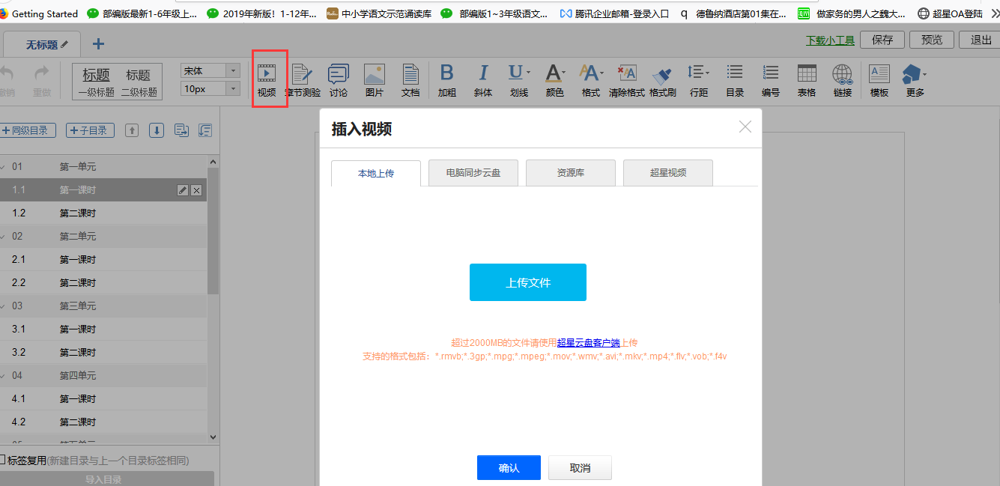 Getting Started 部编版最新1-6年级上... 2019年新版！1-12年... 中小学语文示范诵读库 部编版1~3年级语文... 腾讯企业邮箱-登录入口 q 德鲁纳酒店第01集在... 做家务的男人之魏大... 超星OA登陆
无标题 下载小工具 保存 预览 退出
标题 标题 宋体
撤销 重做 一级标题 二级标题 10px 视频 章节测验 讨论 图片 文档 加粗 斜体 划线 颜色 格式 清除格式 格式刷 行距 目录 编号 表格 链接 模板 更多
同级目录 子目录
01 第一单元
1.1 第一课时
1.2 第二课时
02 第二单元
2.1 第一课时
2.2 第二课时
03 第三单元
3.1 第一课时
3.2 第二课时
04 第四单元
4.1 第一课时
4.2 第二课时
05 第五单元
标签复用(新建目录与上一个目录标签相同)
导入目录
插入视频
本地上传 电脑同步云盘 资源库 超星视频
上传文件
超过2000MB的文件请使用超星云盘客户端上传
支持的格式包括：*.rmvb;*.3gp;*.mpg;*.mpeg;*.mov;*.wmv;*.avi;*.mkv;*.mp4;*.flv;*.vob;*.f4v
确认 取消